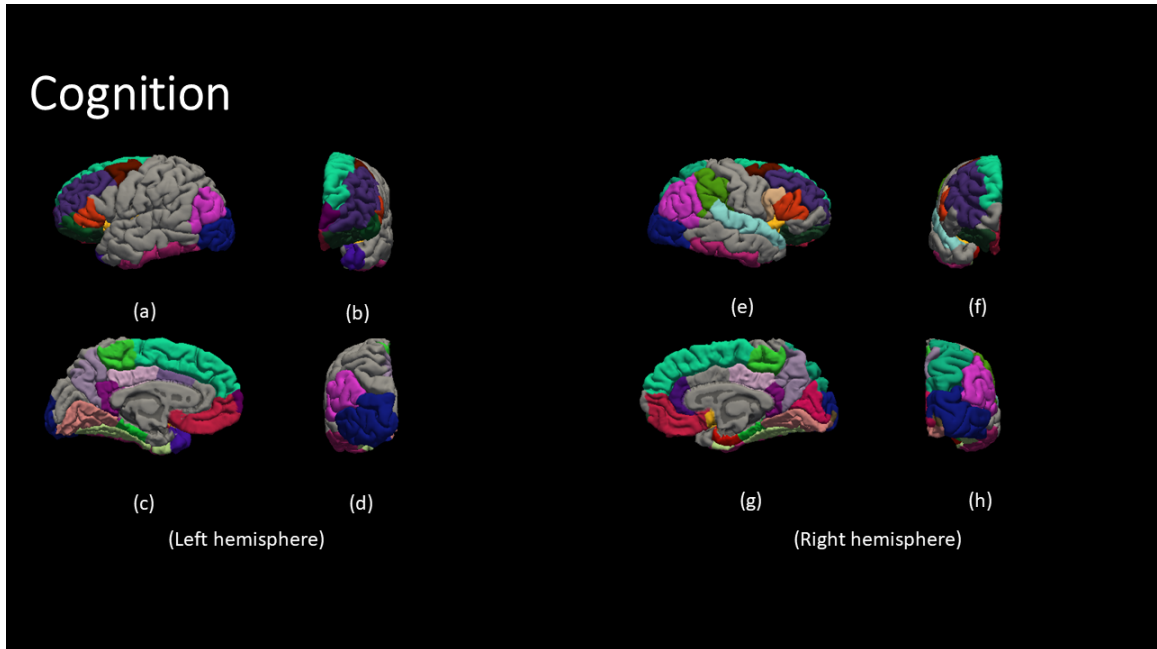 Cognition
(a)
(b)
(e)
(f)
(c)
(d)
(g)
(h)
(Left hemisphere)
(Right hemisphere)